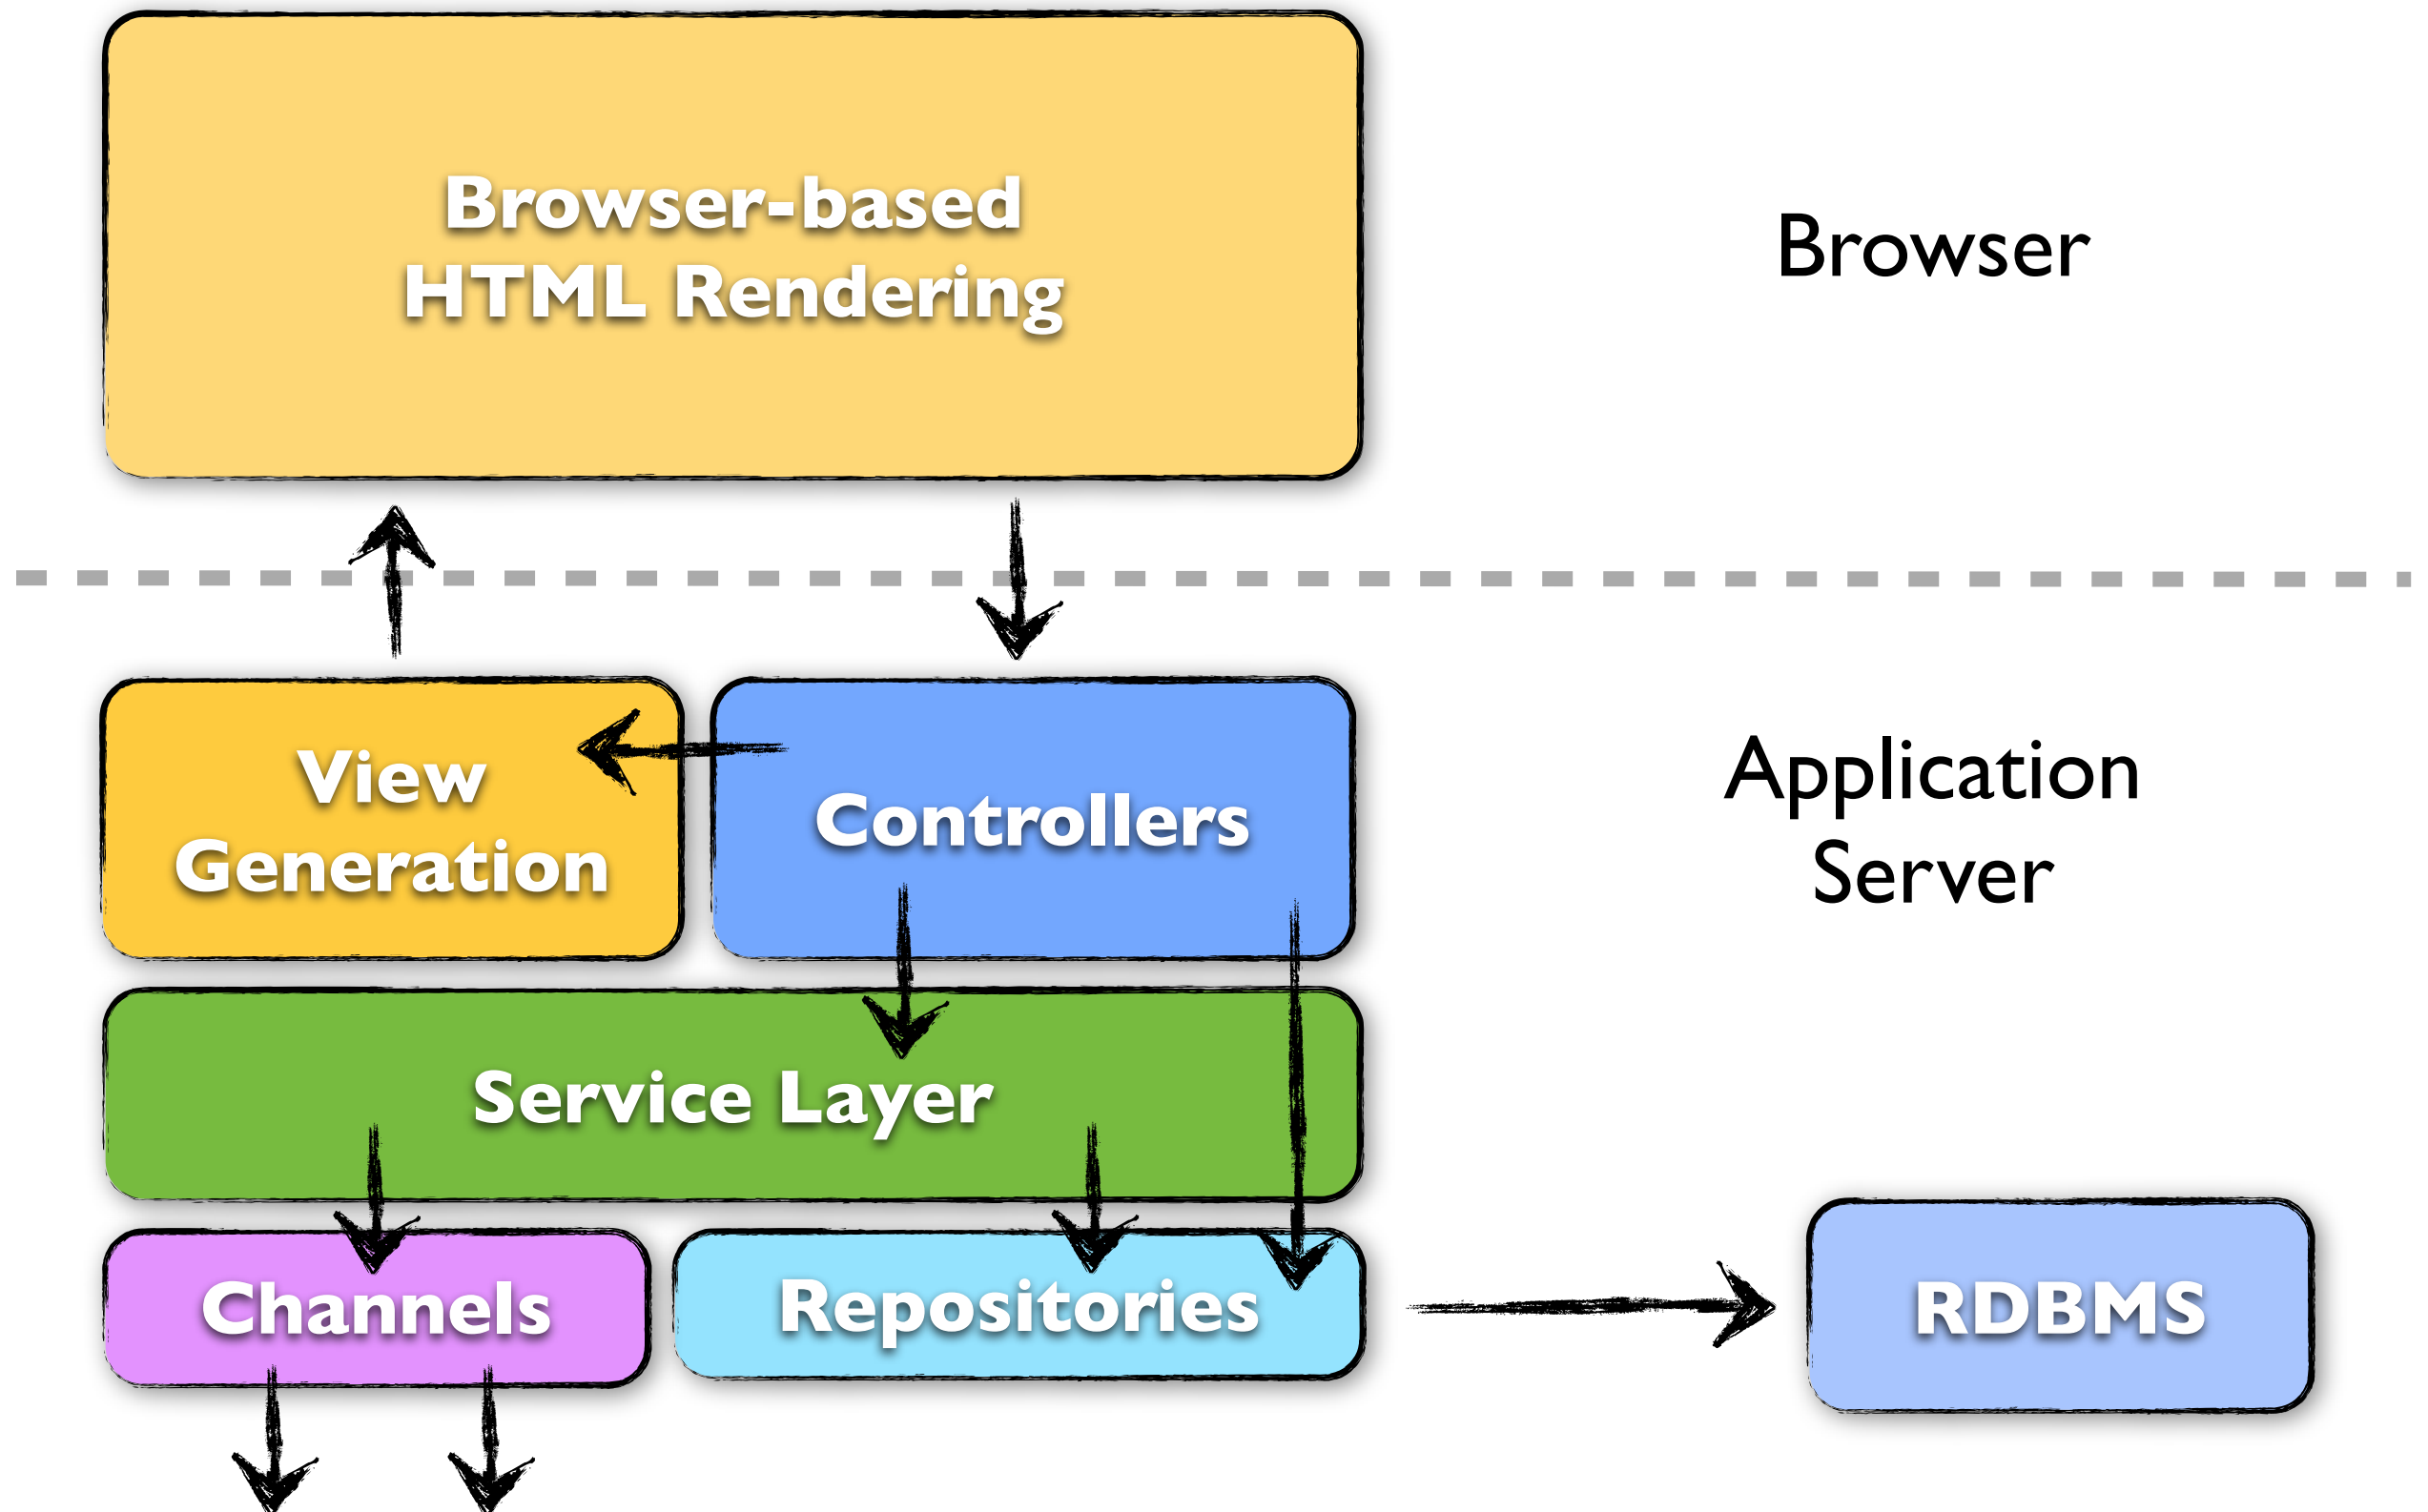 Browser-based
HTML Rendering
Browser
View
Generation
Controllers
Application
Server
Service Layer
Channels
Repositories
RDBMS